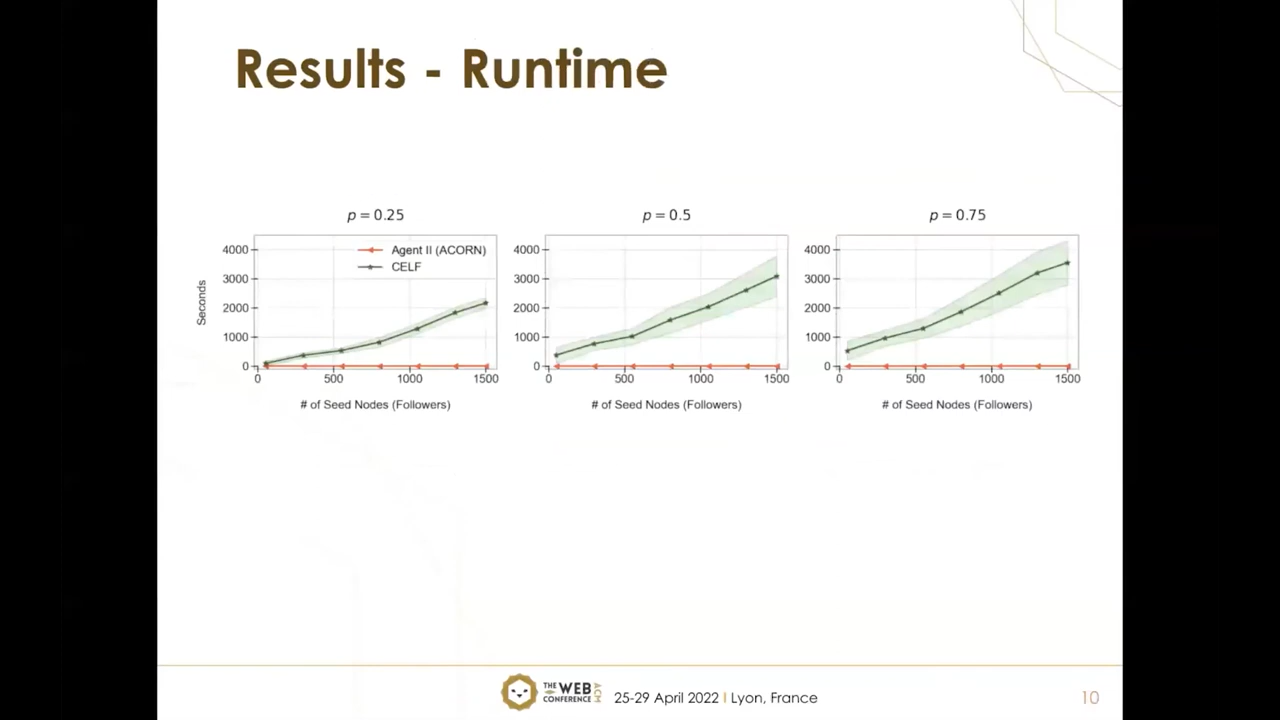 Results - Runtime
p = 0.25
p = 0.5
p = 0.75
Agent II (ACORN)
CELF
Seconds
4000
3000
2000
1000
0
0 500 1000 1500
# of Seed Nodes (Followers)
4000
3000
2000
1000
0
0 500 1000 1500
# of Seed Nodes (Followers)
4000
3000
2000
1000
0
0 500 1000 1500
# of Seed Nodes (Followers)
THE WEB
CONFERENCE
ACM
25-29 April 2022 I Lyon, France
10